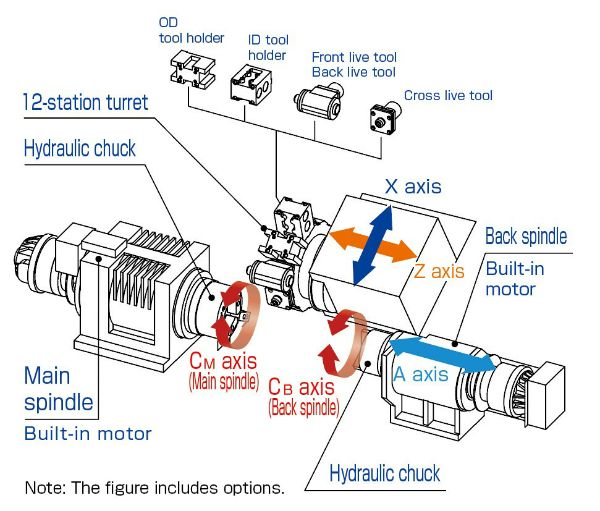 OD
tool holder
ID tool
holder
Front live tool
Back live tool
Cross live tool
12-station turret
Hydraulic chuck
X axis
Z axis
Back spindle
Built-in
motor
CM axis
(Main spindle)
CB axis
(Back spindle)
A axis
Main
spindle
Built-in motor
Hydraulic chuck
Note: The figure includes options.